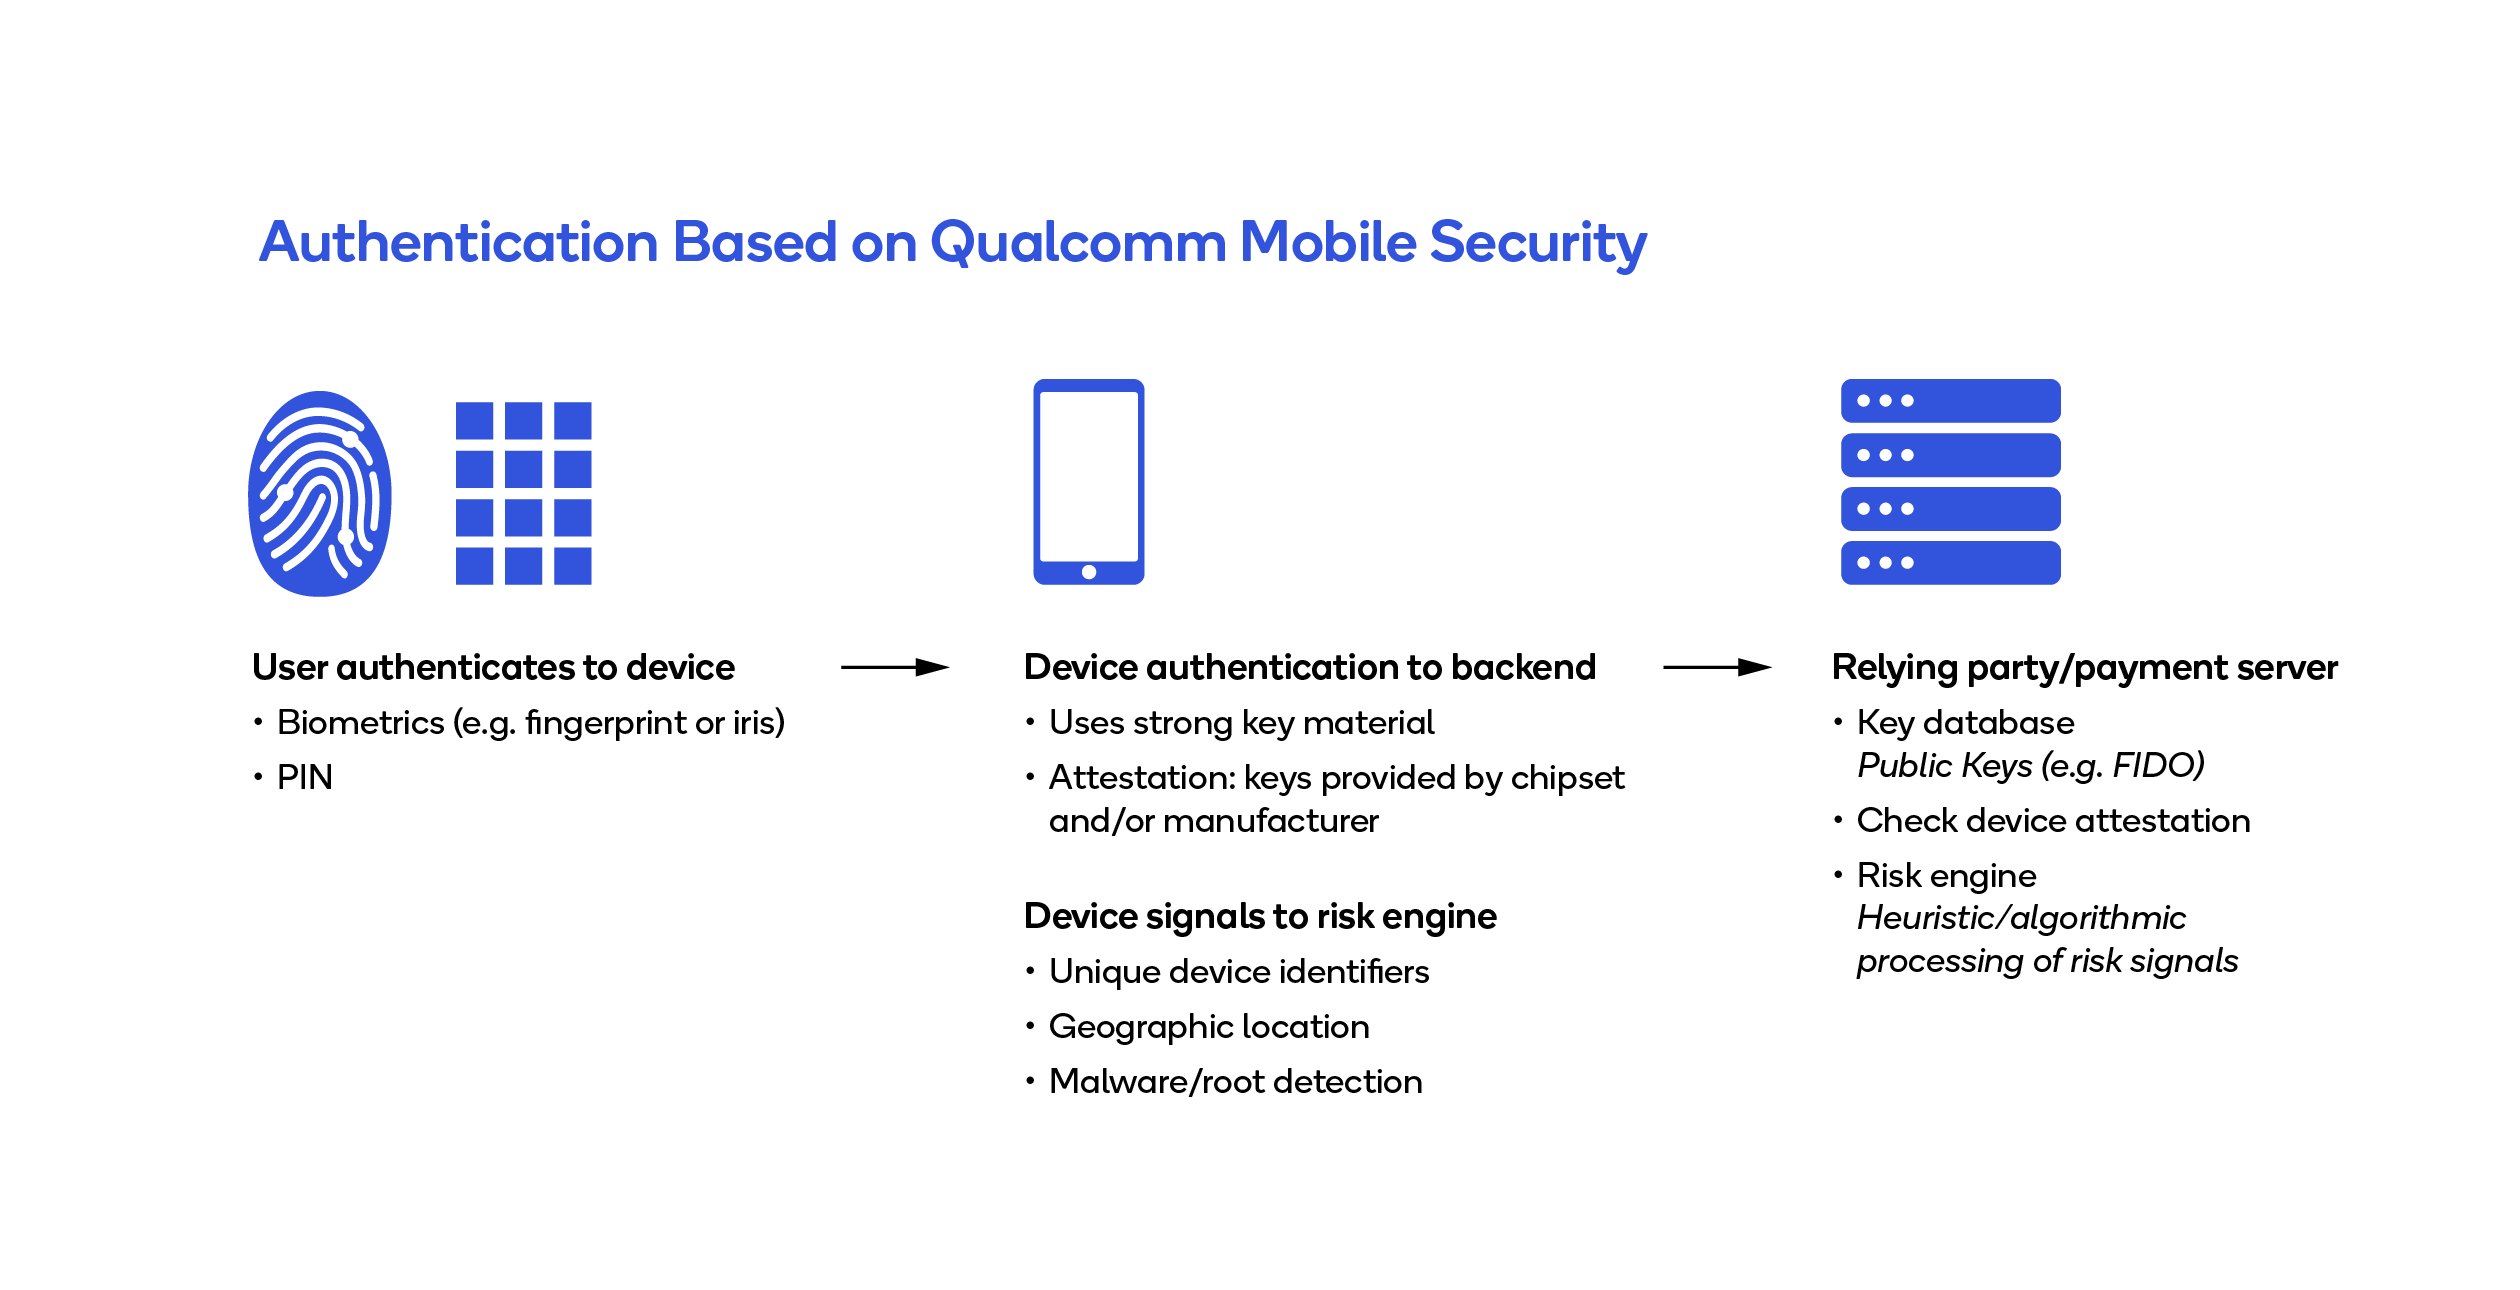 Authentication Based on Qualcomm Mobile Security
User authenticates to device
• Biometrics (e.g. fingerprint or iris)
• PIN
Device authentication to backend
• Uses strong key material
• Attestation: keys provided by chipset
and/or manufacturer
Device signals to risk engine
• Unique device identifiers
• Geographic location
• Malware/root detection
Relying party/payment server
• Key database
Public Keys (e.g. FIDO)
• Check device attestation
• Risk engine
Heuristic/algorithmic
processing of risk signals